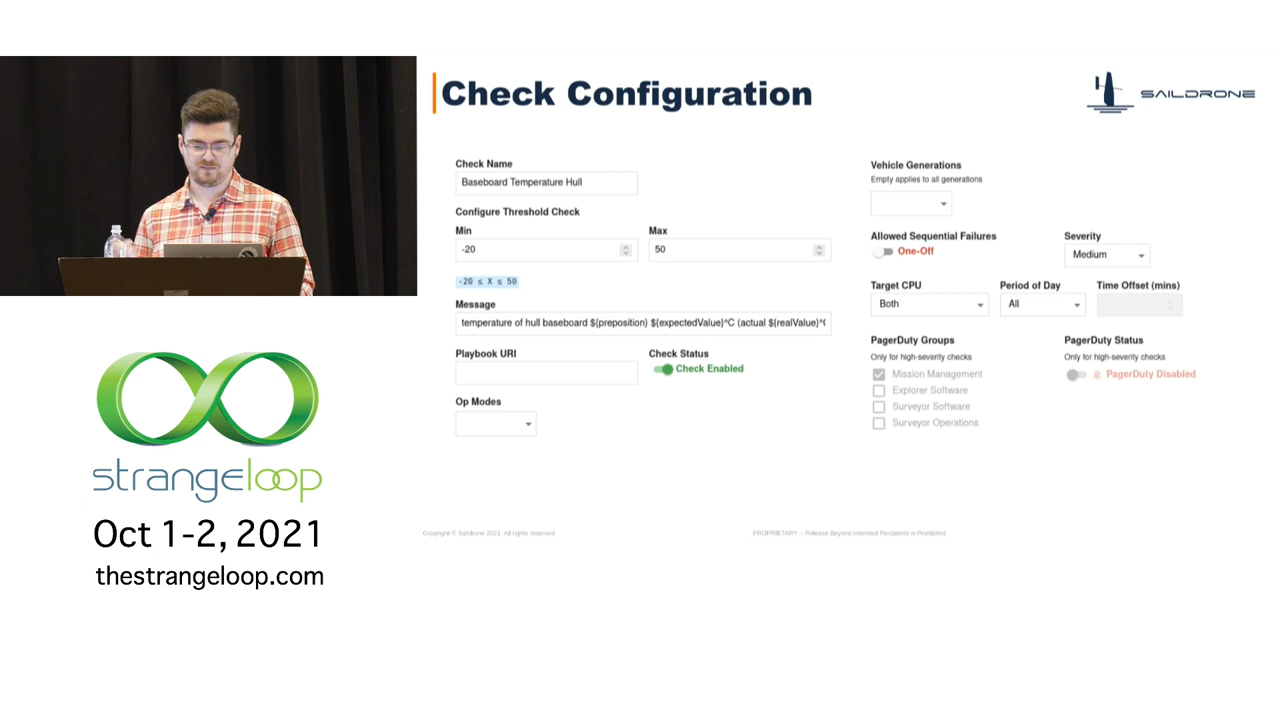 Check Configuration
SAILDRONE
Check Name
Baseboard Temperature Hull
Configure Threshold Check
Min
Max
-20
50
-20 ≤ X ≤ 50
Message
temperature of hull baseboard ${preposition} ${expectedValue}°C (actual ${realValue}°
Playbook URI
Check Status
Check Enabled
Op Modes
Vehicle Generations
Empty applies to all generations
Allowed Sequential Failures
One-Off
Severity
Medium
Target CPU
Both
Period of Day
All
Time Offset (mins)
PagerDuty Groups
Only for high-severity checks
Mission Management
Explorer Software
Surveyor Software
Surveyor Operations
PagerDuty Status
Only for high-severity checks
PagerDuty Disabled
Copyright © Saildrone 2021. All rights reserved.
PROPRIETARY – Release Beyond Intended Recipients is Prohibited
strangeloop
Oct 1-2, 2021
thestrangeloop.com